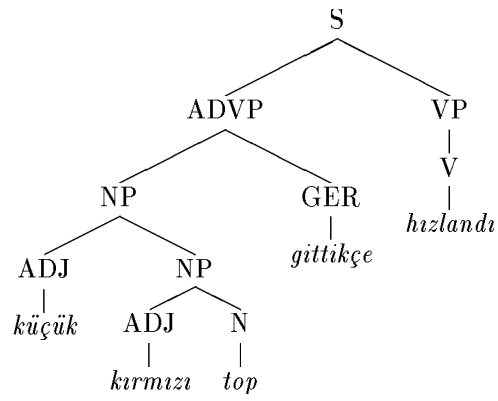 S
ADVP VP
V
NP GER
hızlandı
gittikçe
ADJ NP
küçük
ADJ N
kırmızı top